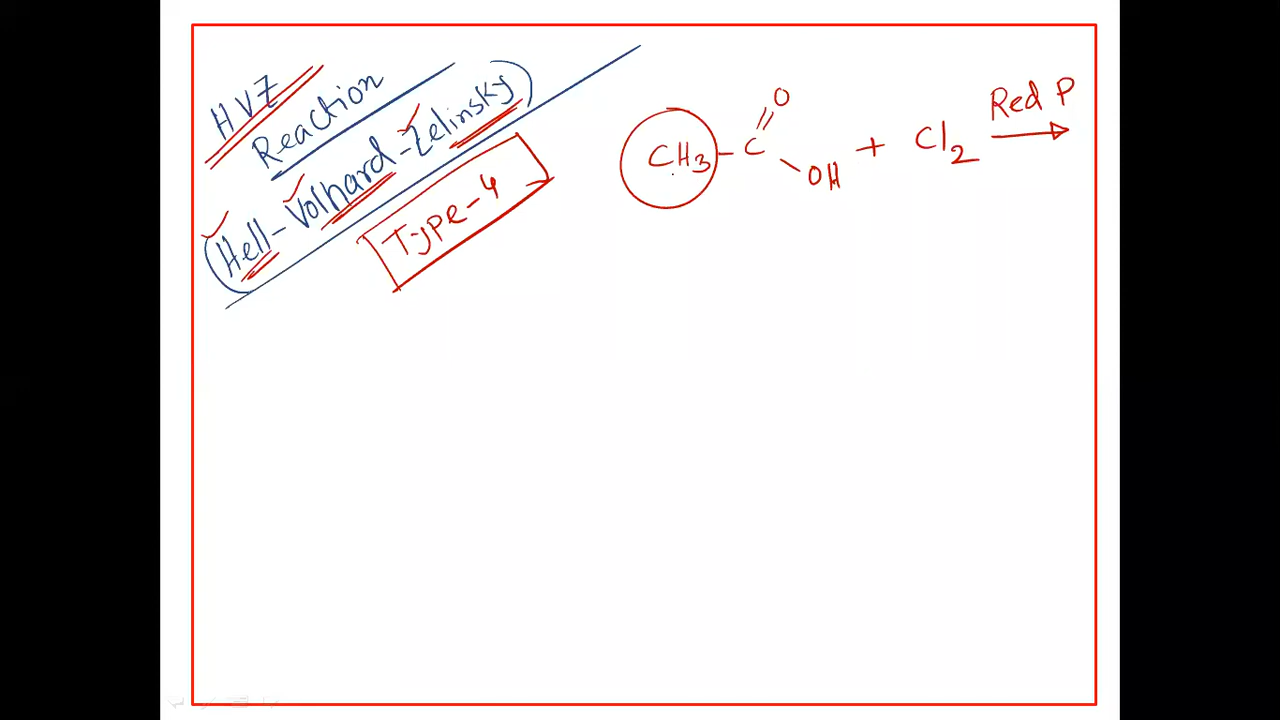 HVZ
Reaction
(Hell-Volhard-Zelinsky)
Type-4
CH3-C
O
OH
+ Cl2
Red P